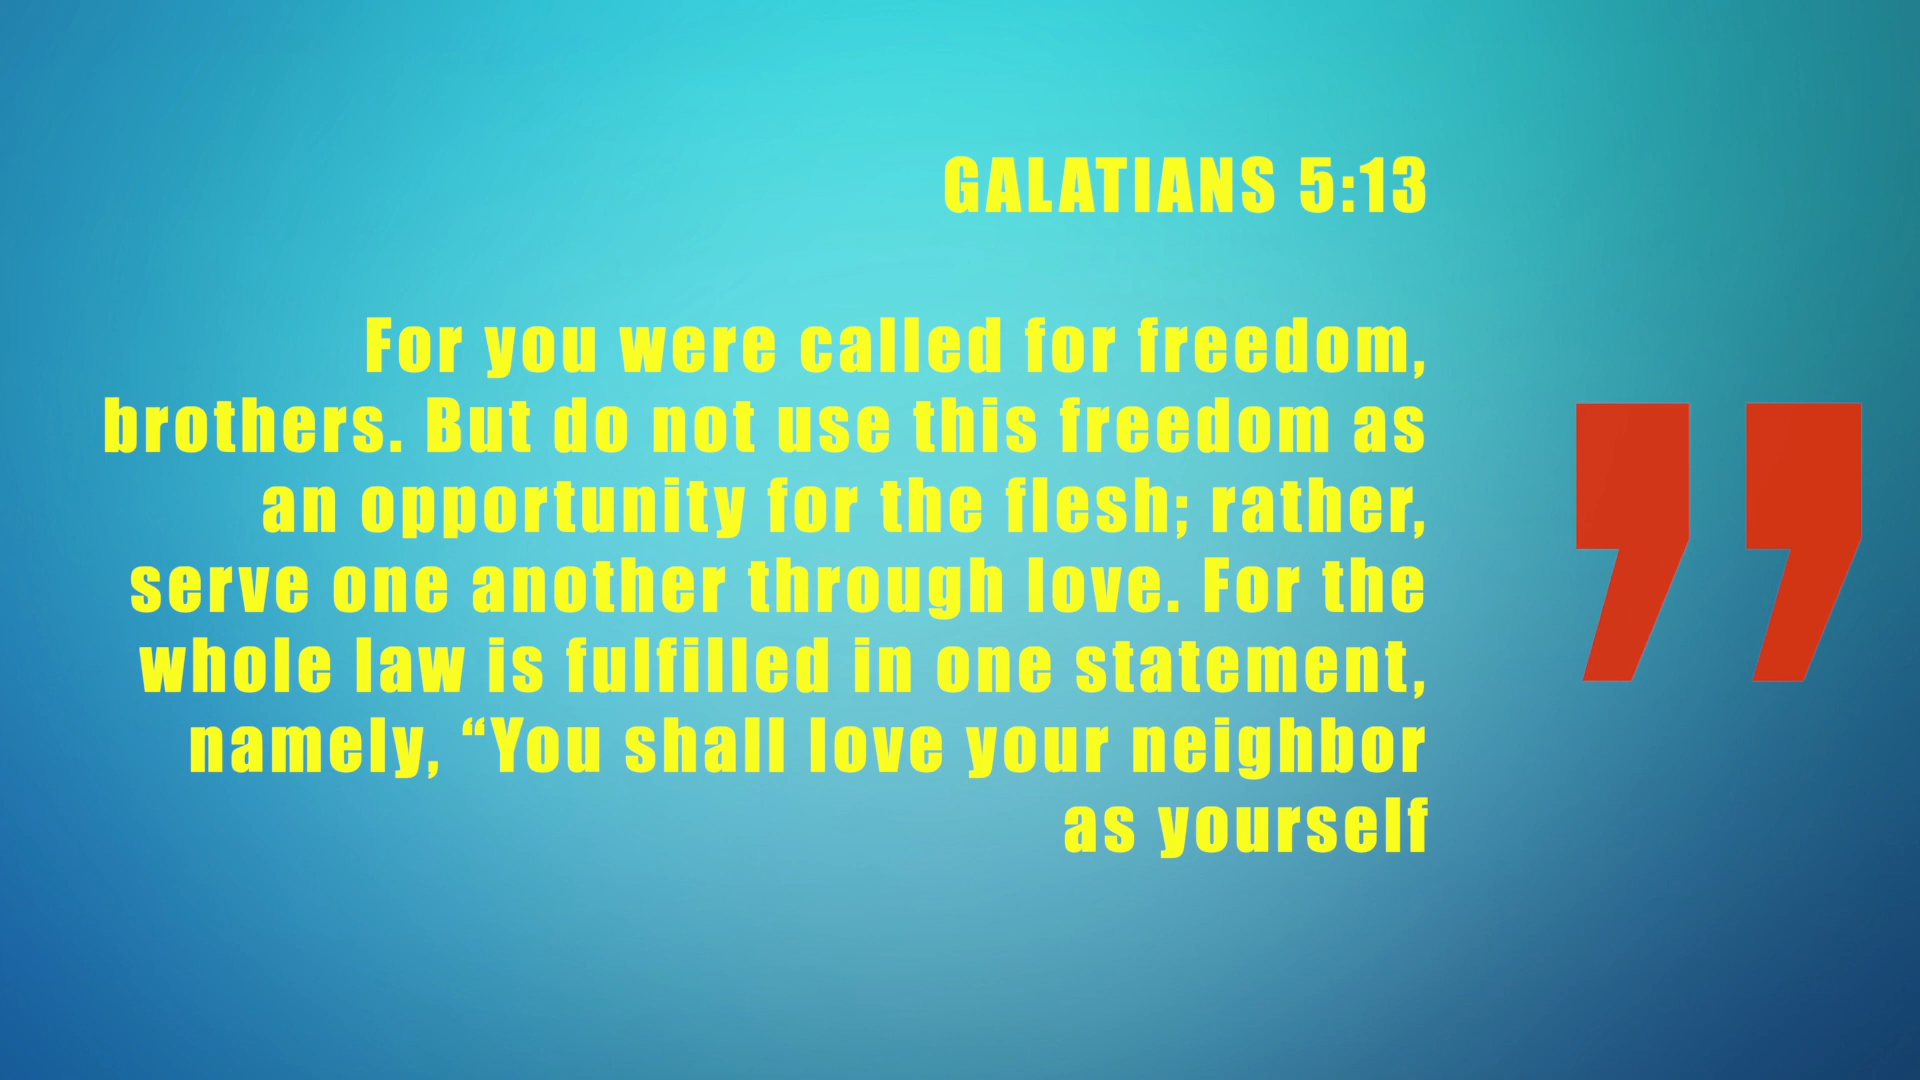 GALATIANS 5:13
For you were called for freedom,
brothers. But do not use this freedom as
an opportunity for the flesh; rather,
serve one another through love. For the
whole law is fulfilled in one statement,
namely, “You shall love your neighbor
as yourself
”